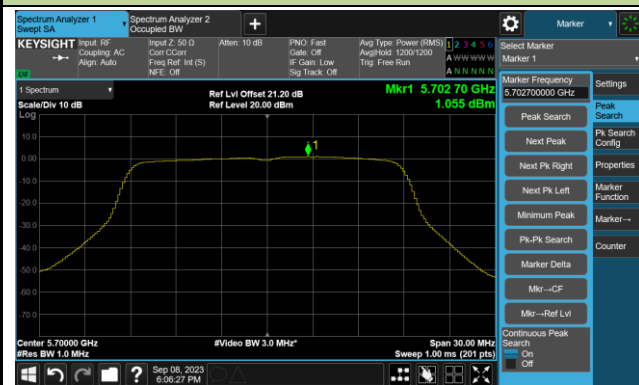 Spectrum Analyzer 1
Swept SA
Spectrum Analyzer 2
Occupied BW
+
Marker
KEYSIGHT
Input: RF
Coupling: AC
Align: Auto
Input Z: 50 Ω
Corr CCorr
Freq Ref: Int (S)
NFE: Off
Atten: 10 dB
PNO: Fast
Gate: Off
IF Gain: Low
Sig Track: Off
Avg Type: Power (RMS)
Avg|Hold: 1200/1200
Trig: Free Run
1 2 3 4 5 6
A W W W W W
A N N N N N
Select Marker
Marker 1
1 Spectrum
Scale/Div 10 dB
Log
Ref Lvl Offset 21.20 dB
Ref Level 20.00 dBm
Mkr1 5.702 70 GHz
1.055 dBm
10.0
0.00
-10.0
-20.0
-30.0
-40.0
-50.0
-60.0
-70.0
1
Center 5.70000 GHz
#Res BW 1.0 MHz
#Video BW 3.0 MHz*
Span 30.00 MHz
Sweep 1.00 ms (201 pts)
Marker Frequency
5.702700000 GHz
Peak Search
Next Peak
Next Pk Right
Next Pk Left
Minimum Peak
Pk-Pk Search
Marker Delta
Mkr→CF
Mkr→Ref Lvl
Continuous Peak
Search
On
Off
Settings
Peak
Search
Pk Search
Config
Properties
Marker
Function
Marker→
Counter
?
Sep 08, 2023
6:06:27 PM